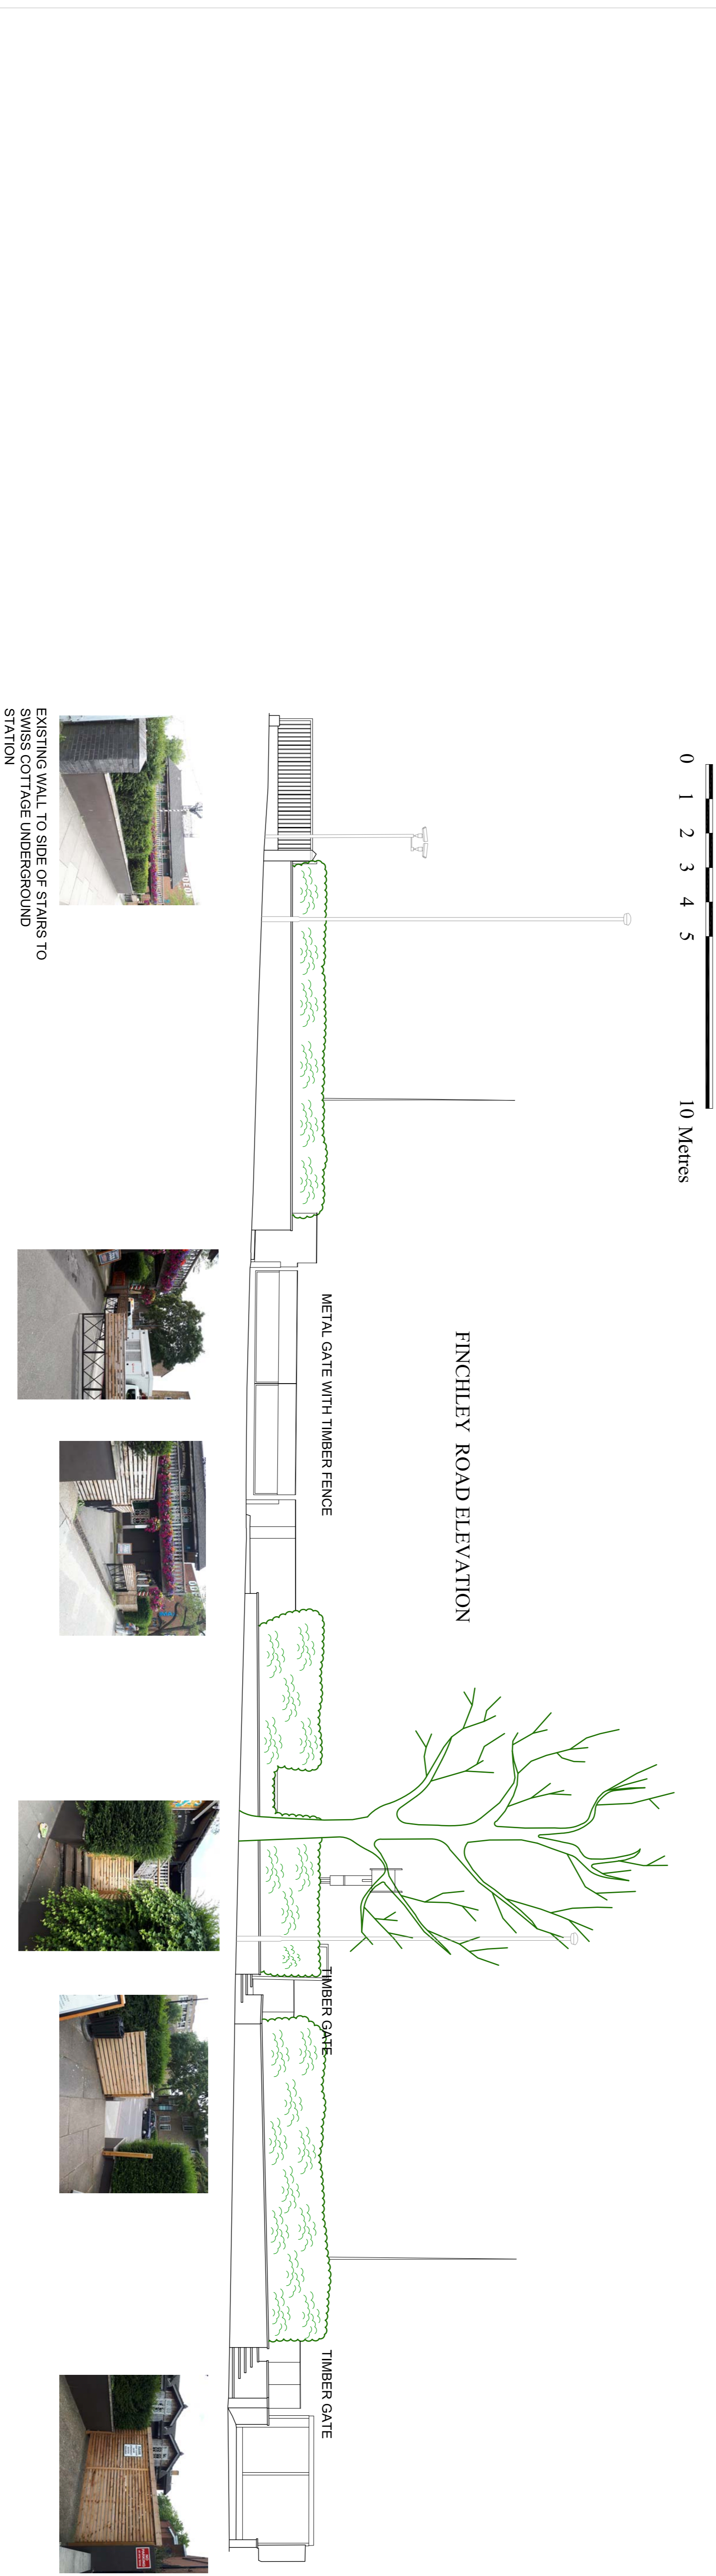 0 1 2 3 4 5 10 Metres
FINCHLEY ROAD ELEVATION
METAL GATE WITH TIMBER FENCE
TIMBER GATE
TIMBER GATE
EXISTING WALL TO SIDE OF STAIRS TO
SWISS COTTAGE UNDERGROUND
STATION